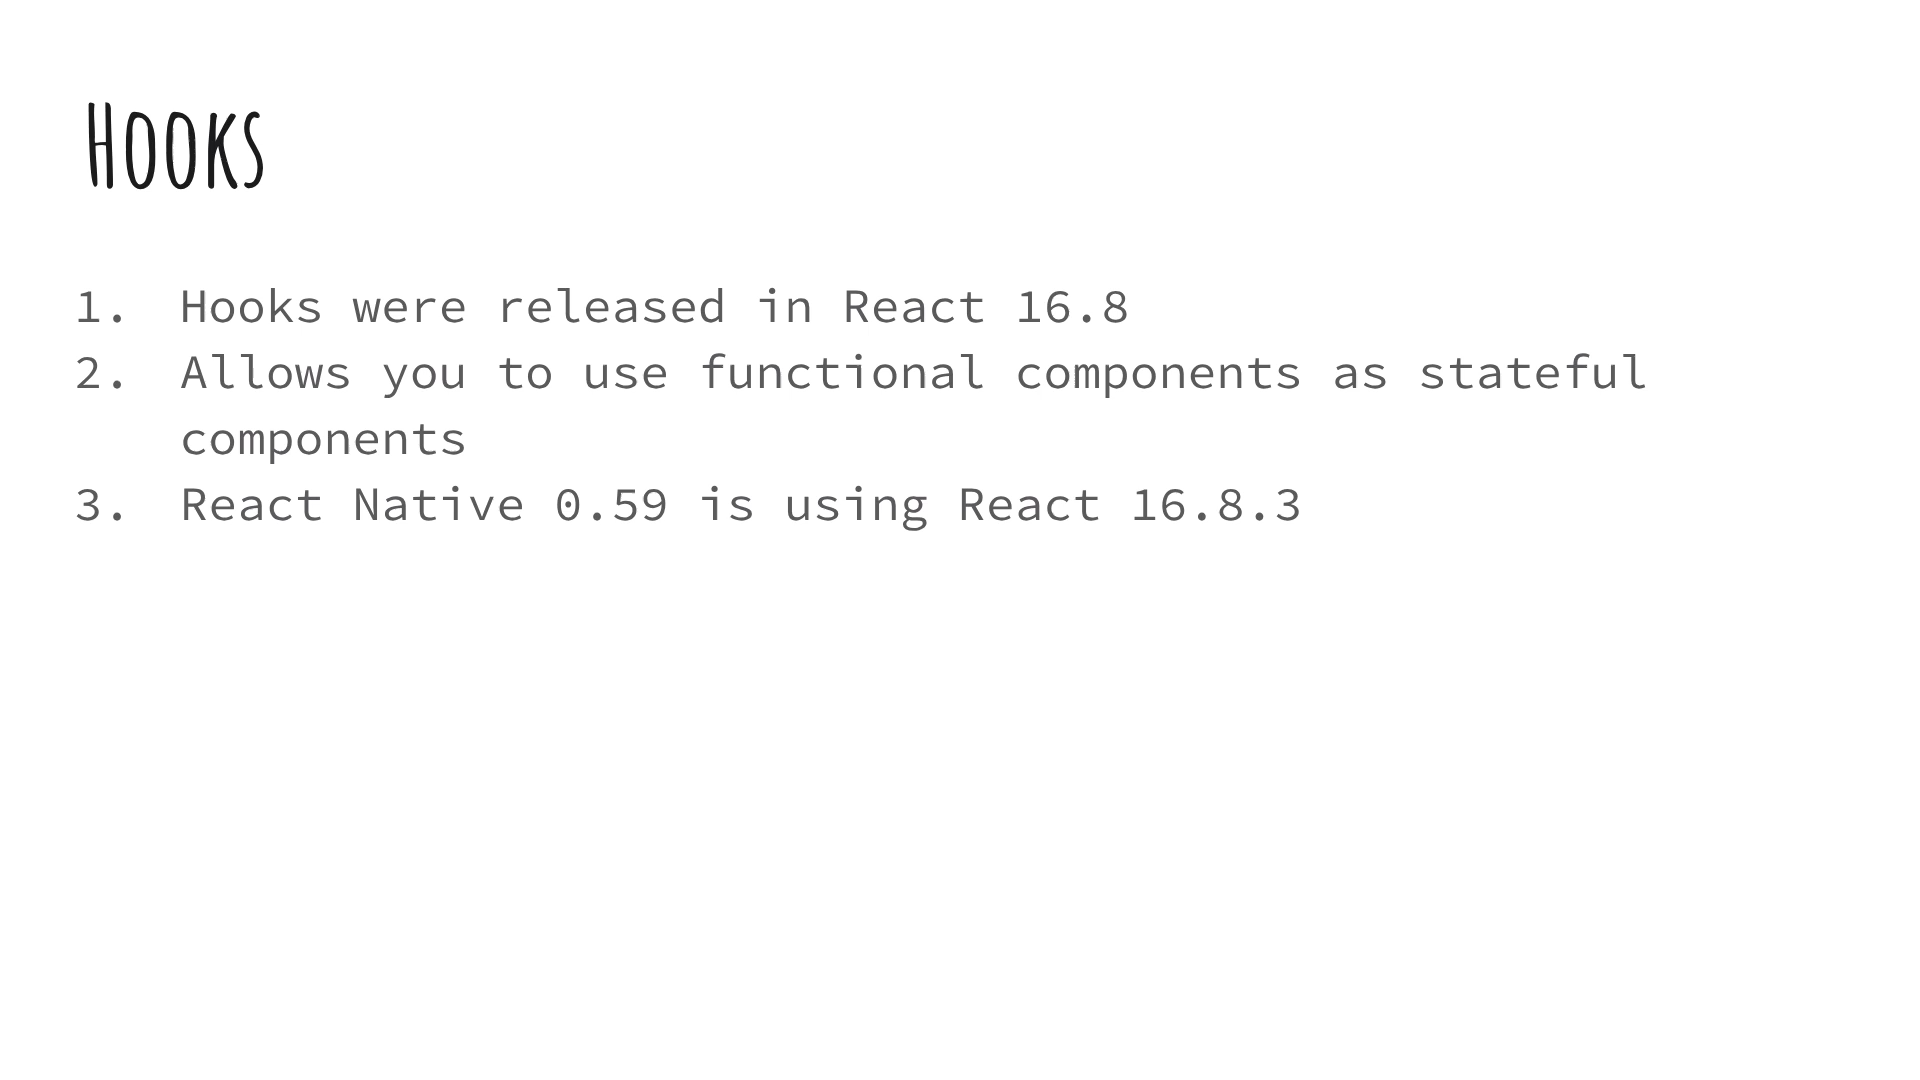 Hooks
1. Hooks were released in React 16.8
2. Allows you to use functional components as stateful
components
3. React Native 0.59 is using React 16.8.3